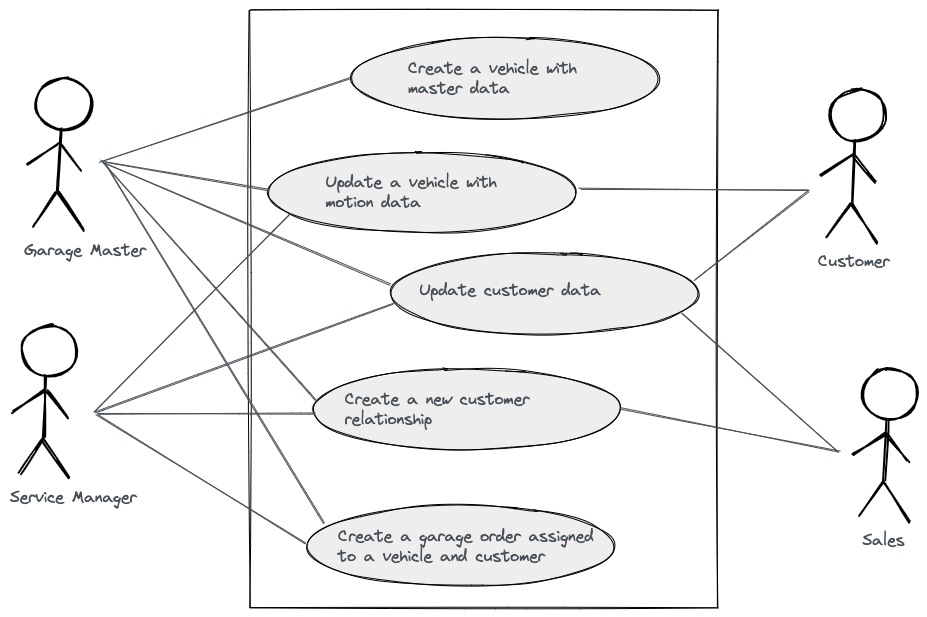 Create a vehicle with
master data
Update a vehicle with
motion data
Garage Master
Customer
Update customer data
Create a new customer
relationship
Service Manager
Create a garage order assigned
to a vehicle and customer
Sales